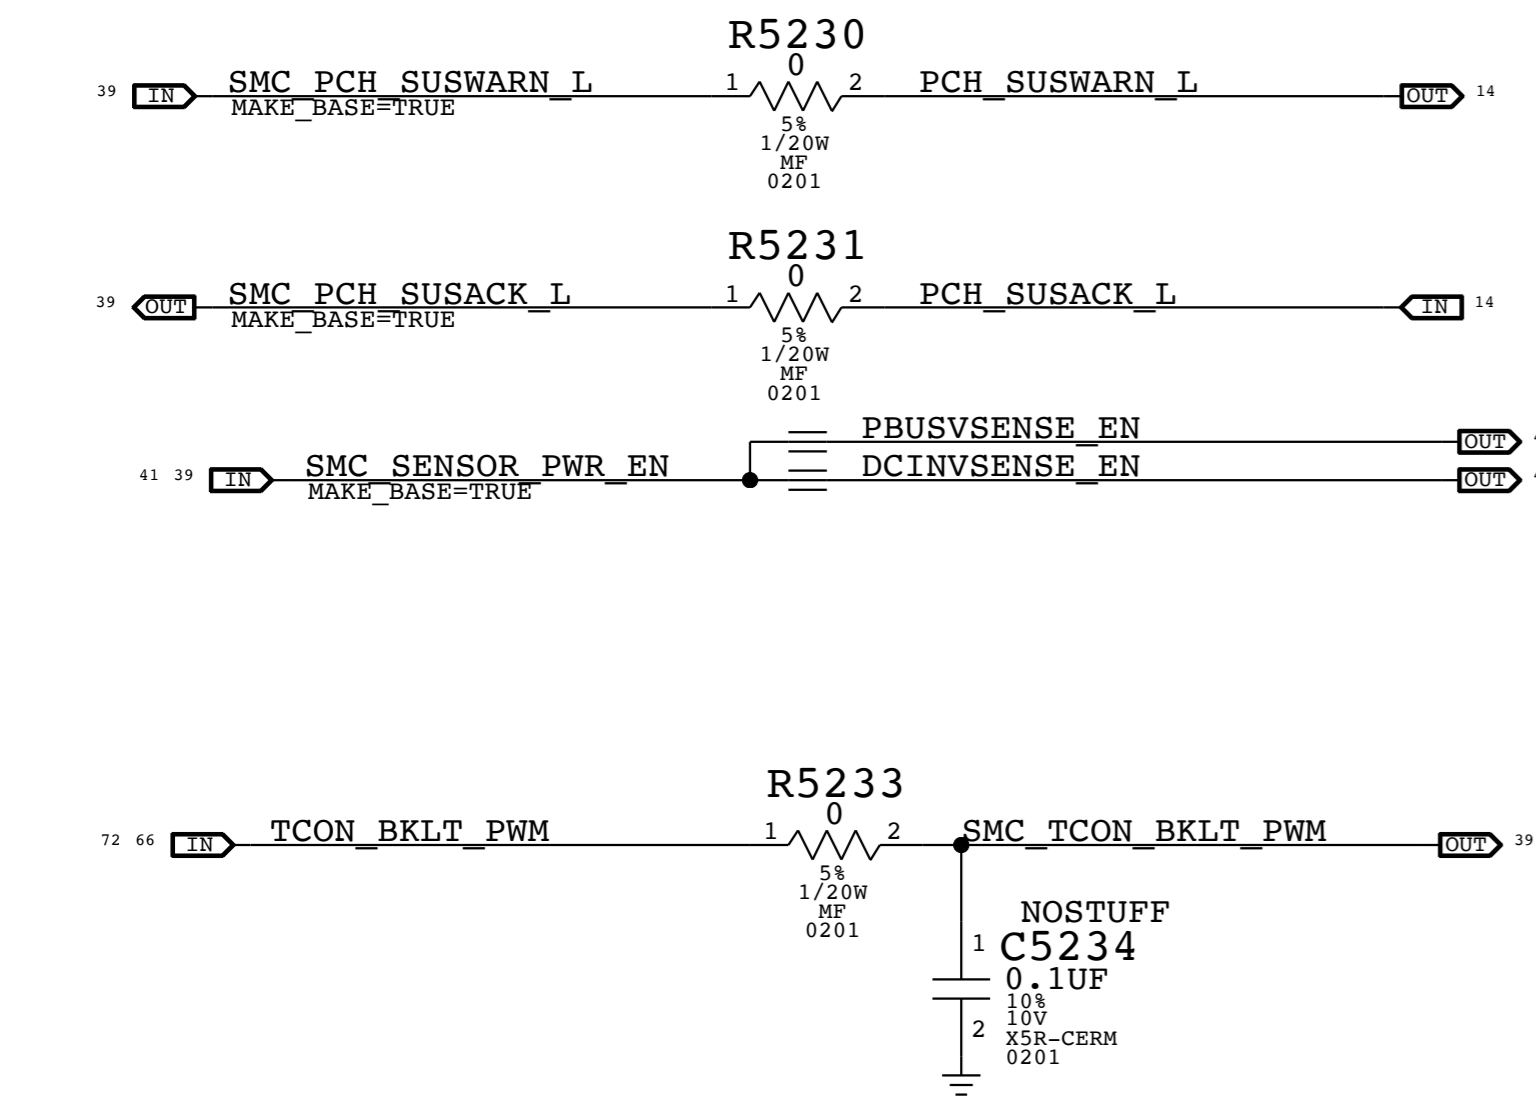 R5230
0
39 IN SMC_PCH_SUSWARN_L 1 2 PCH_SUSWARN_L OUT 14
MAKE_BASE=TRUE
5%
1/20W
MF
0201
R5231
0
39 OUT SMC_PCH_SUSACK_L 1 2 PCH_SUSACK_L IN 14
MAKE_BASE=TRUE
5%
1/20W
MF
0201
PBUSVSENSE_EN OUT
41 39 IN SMC_SENSOR_PWR_EN DCINVSENSE_EN OUT
MAKE_BASE=TRUE
R5233
0
72 66 IN TCON_BKLT_PWM 1 2 SMC_TCON_BKLT_PWM OUT 39
5%
1/20W
MF
0201
NOSTUFF
1 C5234
0.1UF
10%
10V
2 X5R-CERM
0201